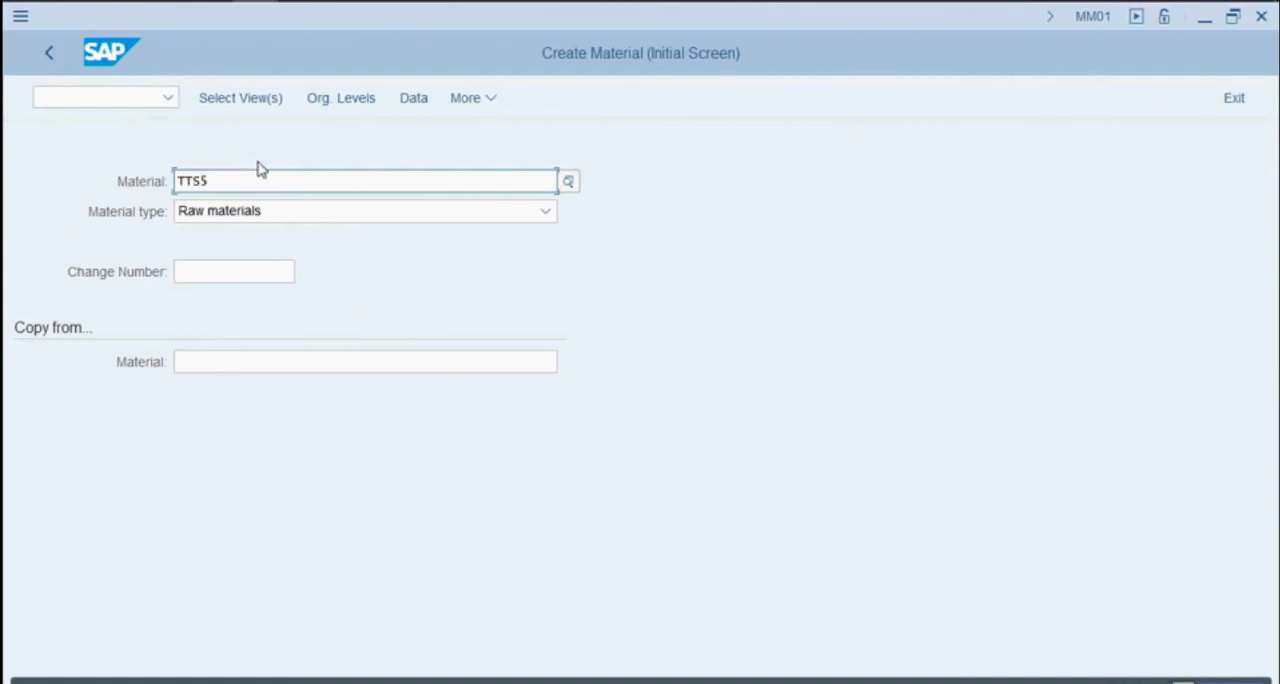 MM01
SAP
Create Material (Initial Screen)
Select View(s) Org. Levels Data More Exit
Material: TTS5
Material type: Raw materials
Change Number:
Copy from...
Material: